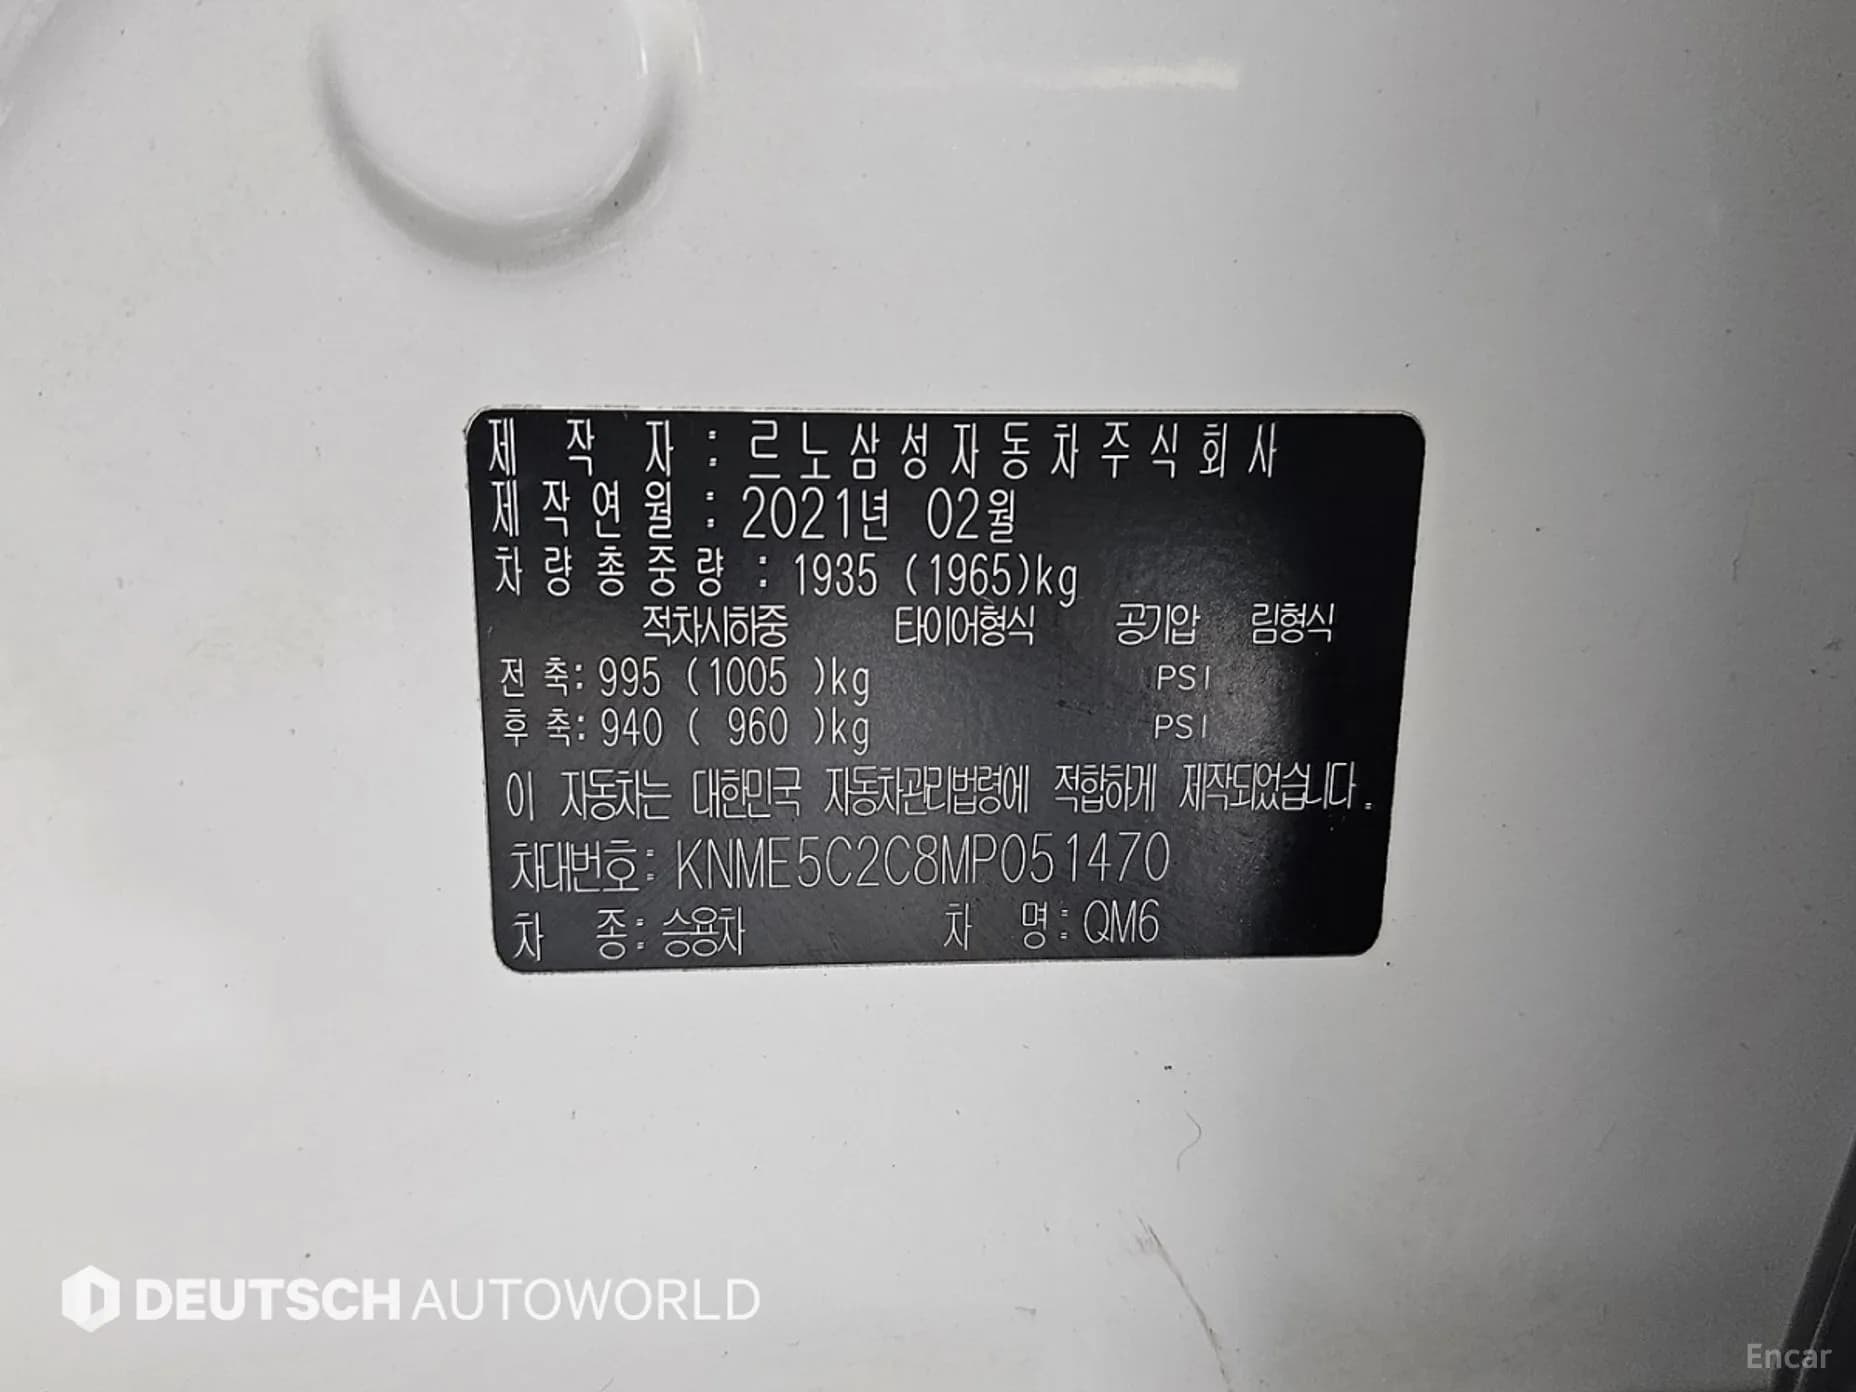 제 작 자 : 르노삼성자동차주식회사
제작연월 : 2021년 02월
차량총중량 : 1935 (1965)kg
적차시하중 타이어형식 공기압 림형식
전 축: 995 (1005 )kg PSI
후 축: 940 ( 960 )kg PSI
이 자동차는 대한민국 자동차관리법령에 적합하게 제작되었습니다.
차대번호: KNME5C2C8MP051470
차 종: 승용차 차 명: QM6
DEUTSCH AUTOWORLD
Encar